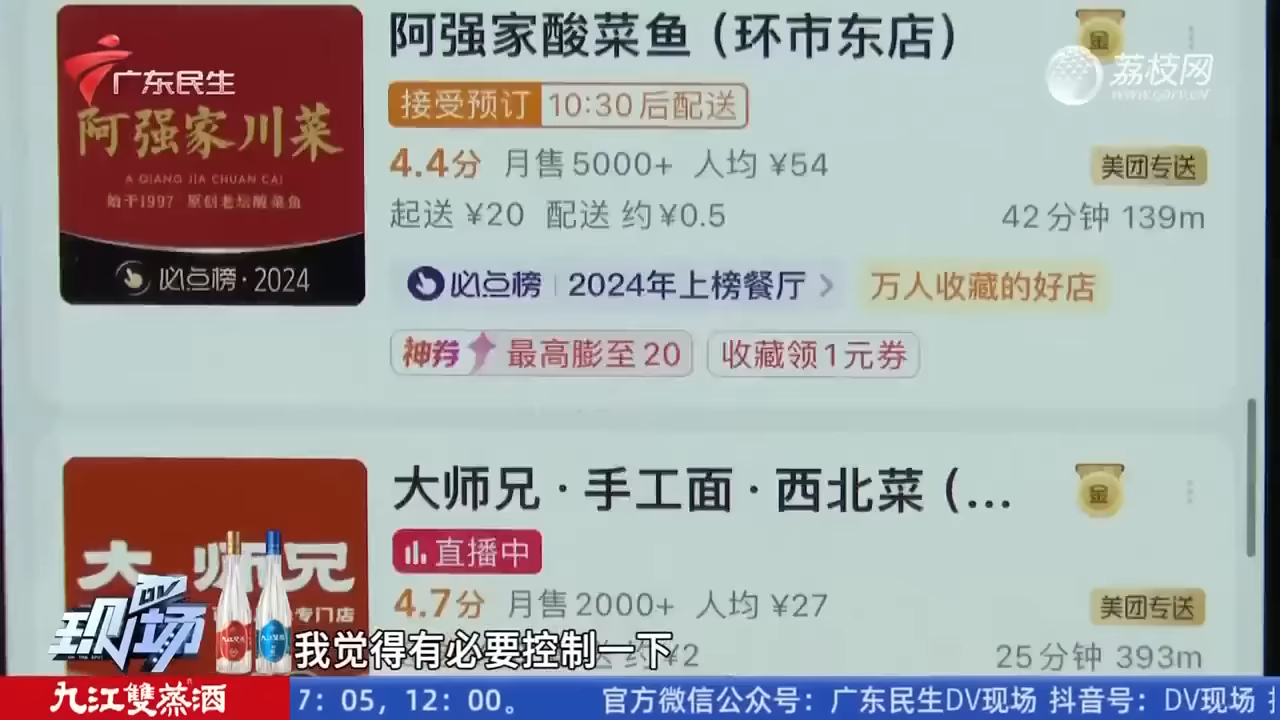 阿强家酸菜鱼（环市东店）
金
荔枝网
广东民生
接受预订 10:30后配送
阿强家川菜
A QIANG JIA CHUAN CAI
始于1997 原创老坛酸菜鱼
4.4分 月售5000+ 人均 ¥54
美团专送
起送 ¥20 配送 约¥0.5
42分钟 139m
必点榜·2024
必点榜 2024年上榜餐厅 >
万人收藏的好店
神券 最高膨至20
收藏领1元券
大师兄·手工面·西北菜（...
金
直播中
大师兄
专门店
4.7分 月售2000+ 人均 ¥27
美团专送
约¥2
25分钟 393m
DV现场
我觉得有必要控制一下
九江雙蒸酒
7：05，12：00。 官方微信公众号：广东民生DV现场 抖音号：DV现场